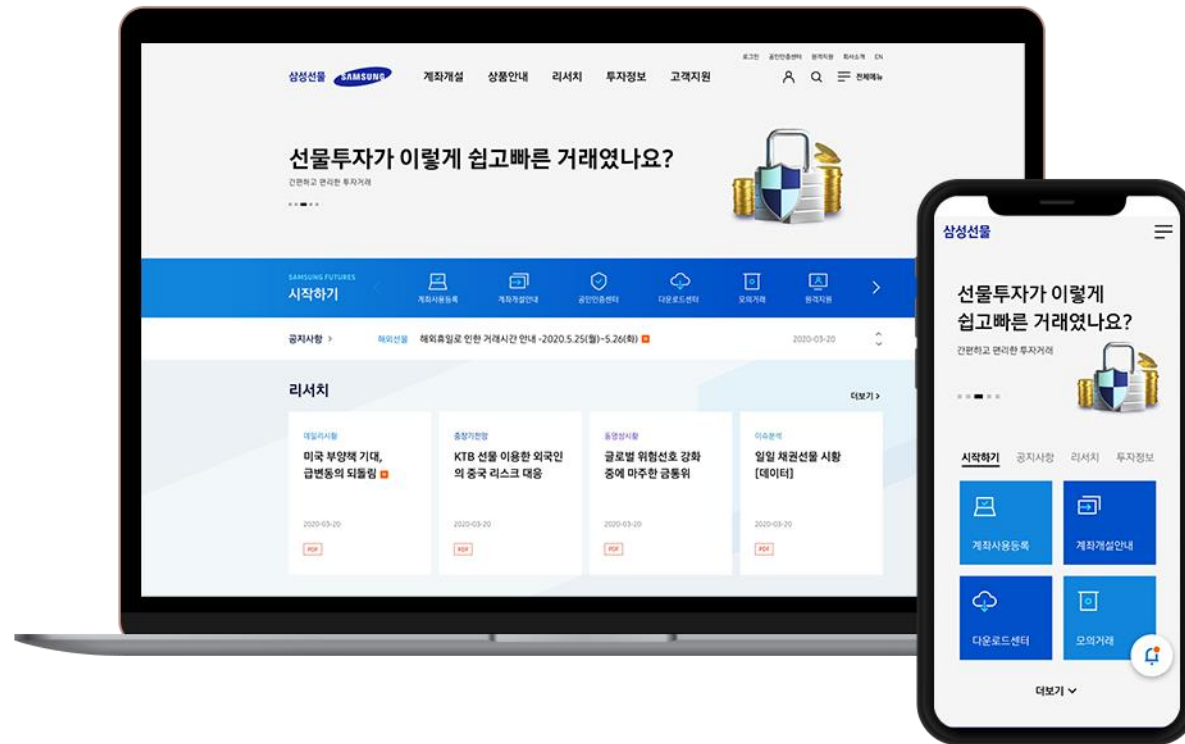 로그인 공인인증센터 원격지원 회사소개 EN
삼성선물 SAMSUNG 계좌개설 상품안내 리서치 투자정보 고객지원 전체메뉴
선물투자가 이렇게 쉽고빠른 거래였나요?
간편하고 편리한 투자거래
SAMSUNG FUTURES
시작하기
계좌사용등록 계좌개설안내 공인인증센터 다운로드센터 모의거래 원격지원
공지사항 > 해외선물 해외휴일로 인한 거래시간 안내 -2020.5.25(월)~5.26(화) 2020-03-20
리서치
더보기 >
데일리시황
미국 부양책 기대,
급변동의 되돌림
2020-03-20
PDF
중장기전망
KTB 선물 이용한 외국인
의 중국 리스크 대응
2020-03-20
PDF
동영상시황
글로벌 위험선호 강화
중에 마주한 금통위
2020-03-20
PDF
이슈분석
일일 채권선물 시황
[데이터]
2020-03-20
PDF
삼성선물
선물투자가 이렇게
쉽고빠른 거래였나요?
간편하고 편리한 투자거래
시작하기 공지사항 리서치 투자정보
계좌사용등록 계좌개설안내
다운로드센터 모의거래
더보기